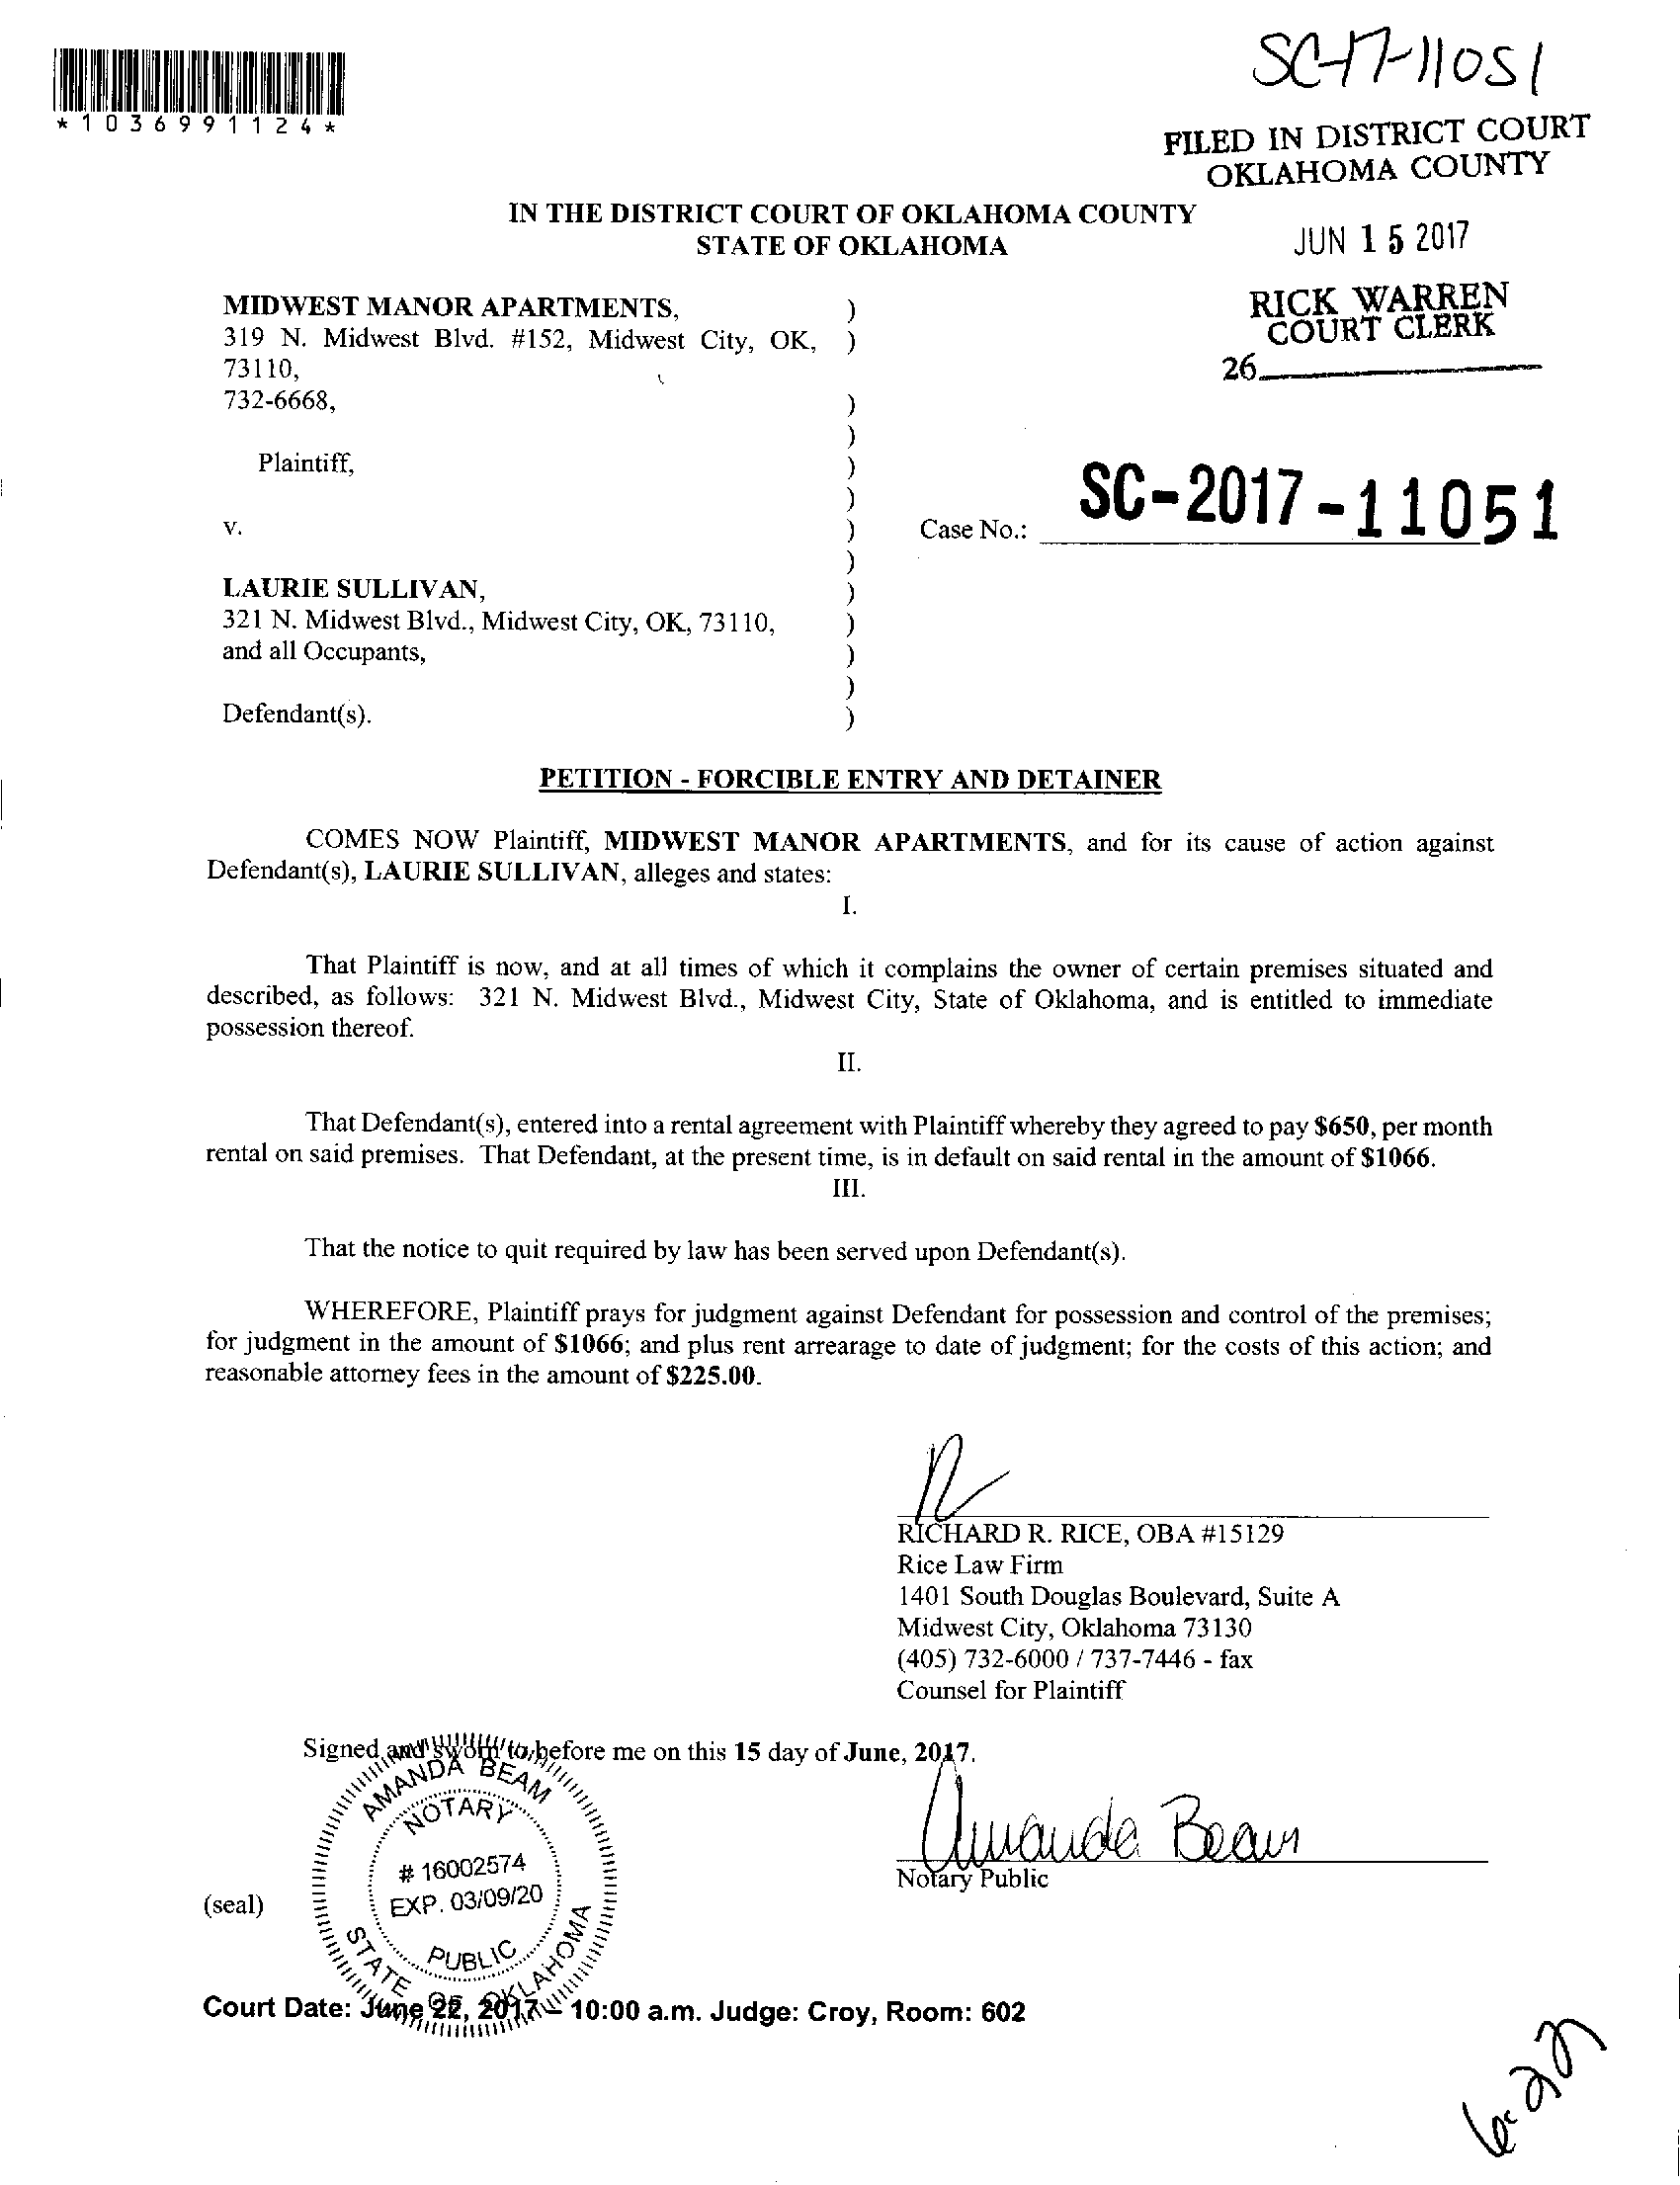 SC-17-11051
*1036991124*
FILED IN DISTRICT COURT
OKLAHOMA COUNTY
IN THE DISTRICT COURT OF OKLAHOMA COUNTY
STATE OF OKLAHOMA
JUN 15 2017
RICK WARREN
COURT CLERK
26
MIDWEST MANOR APARTMENTS, )
319 N. Midwest Blvd. #152, Midwest City, OK, )
73110,
732-6668, )
)
Plaintiff, )
)
v. )
Case No.: SC-2017-11051
)
LAURIE SULLIVAN, )
321 N. Midwest Blvd., Midwest City, OK, 73110, )
and all Occupants, )
)
Defendant(s). )
PETITION - FORCIBLE ENTRY AND DETAINER
COMES NOW Plaintiff, MIDWEST MANOR APARTMENTS, and for its cause of action against
Defendant(s), LAURIE SULLIVAN, alleges and states:
I.
That Plaintiff is now, and at all times of which it complains the owner of certain premises situated and
described, as follows: 321 N. Midwest Blvd., Midwest City, State of Oklahoma, and is entitled to immediate
possession thereof.
II.
That Defendant(s), entered into a rental agreement with Plaintiff whereby they agreed to pay $650, per month
rental on said premises. That Defendant, at the present time, is in default on said rental in the amount of $1066.
III.
That the notice to quit required by law has been served upon Defendant(s).
WHEREFORE, Plaintiff prays for judgment against Defendant for possession and control of the premises;
for judgment in the amount of $1066; and plus rent arrearage to date of judgment; for the costs of this action; and
reasonable attorney fees in the amount of $225.00.
RICHARD R. RICE, OBA #15129
Rice Law Firm
1401 South Douglas Boulevard, Suite A
Midwest City, Oklahoma 73130
(405) 732-6000 / 737-7446 - fax
Counsel for Plaintiff
Signed and sworn to before me on this 15 day of June, 2017.
AMANDA BEAM
NOTARY
# 16002574
EXP. 03/09/20
PUBLIC
STATE OF OKLAHOMA
Amanda Beam
Notary Public
(seal)
Court Date: June 22, 2017 – 10:00 a.m. Judge: Croy, Room: 602
6-22